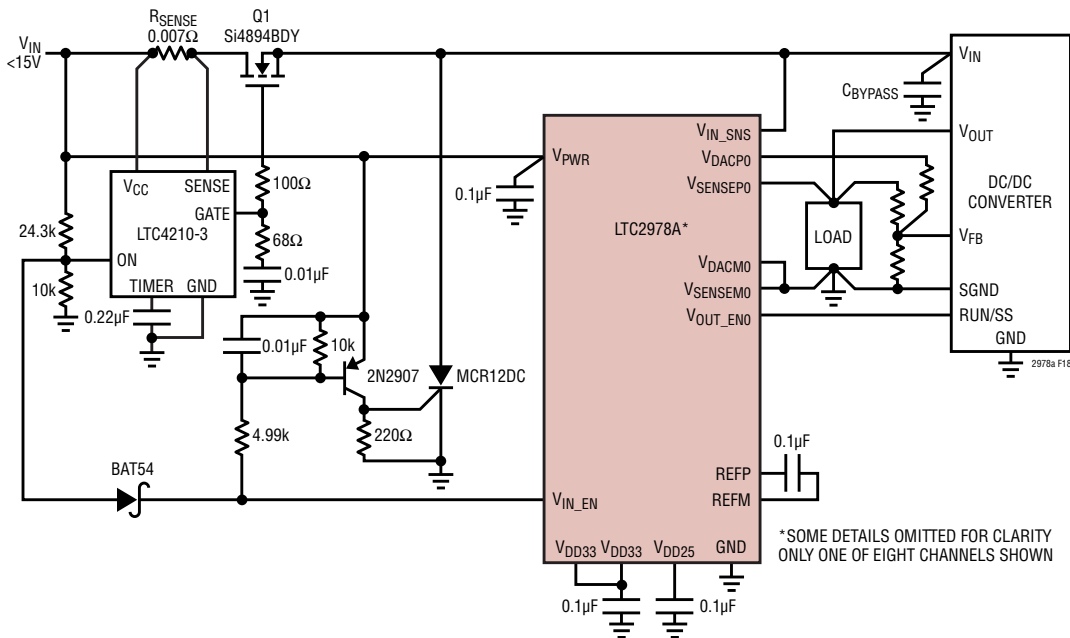 VIN
<15V
RSENSE
0.007Ω
Q1
Si4894BDY
VCC
SENSE
GATE
LTC4210-3
ON
TIMER
GND
24.3k
10k
0.22µF
100Ω
68Ω
0.01µF
0.01µF
10k
2N2907
MCR12DC
4.99k
220Ω
BAT54
0.1µF
VPWR
VIN_EN
LTC2978A*
VIN_SNS
VDACP0
VSENSEP0
VDACM0
VSENSEM0
VOUT_EN0
REFP
REFM
VDD33
VDD33
VDD25
GND
0.1µF
0.1µF
0.1µF
LOAD
CBYPASS
VIN
VOUT
DC/DC
CONVERTER
VFB
SGND
RUN/SS
GND
2978a F18
*SOME DETAILS OMITTED FOR CLARITY
ONLY ONE OF EIGHT CHANNELS SHOWN